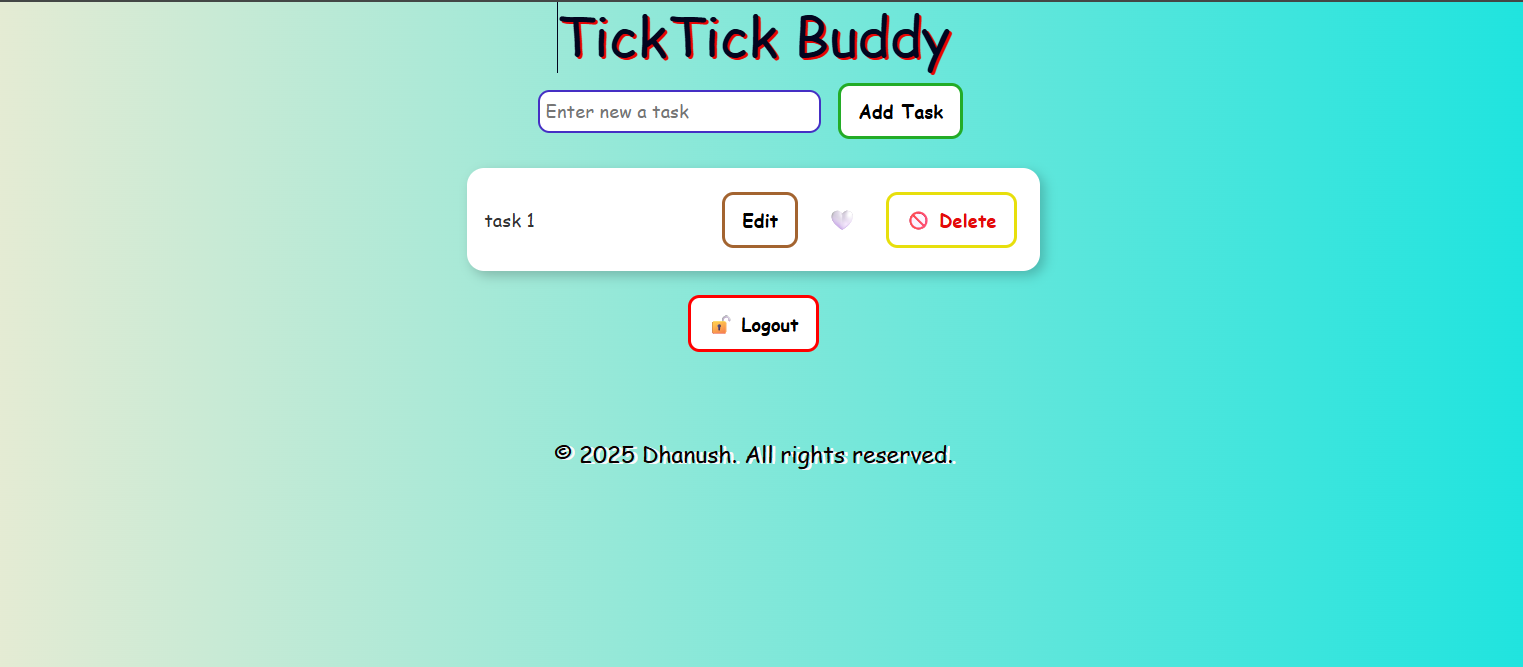 TickTick Buddy
Enter new a task
Add Task
task 1
Edit
Delete
Logout
© 2025 Dhanush. All rights reserved.